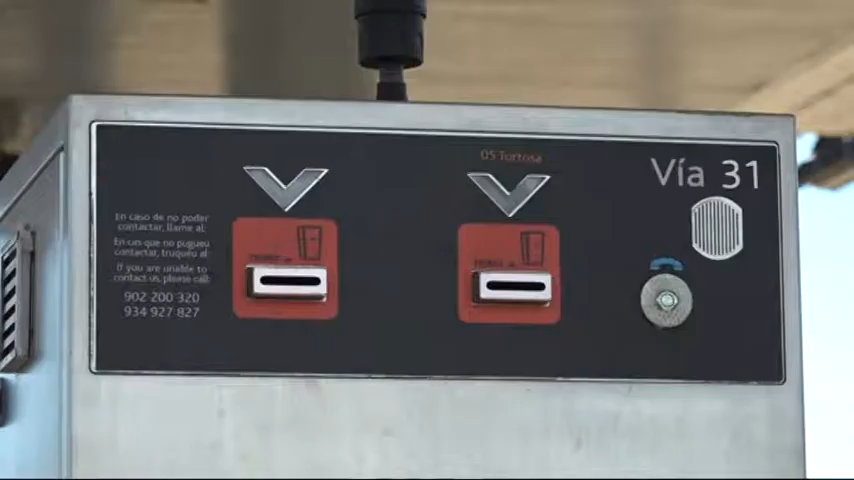 05 Tortosa
Vía 31
En caso de no poder
contactar, llame al:
En cas que no pugueu
contactar, truqueu al:
If you are unable to
contact us, please call:
902 200 320
934 927 827